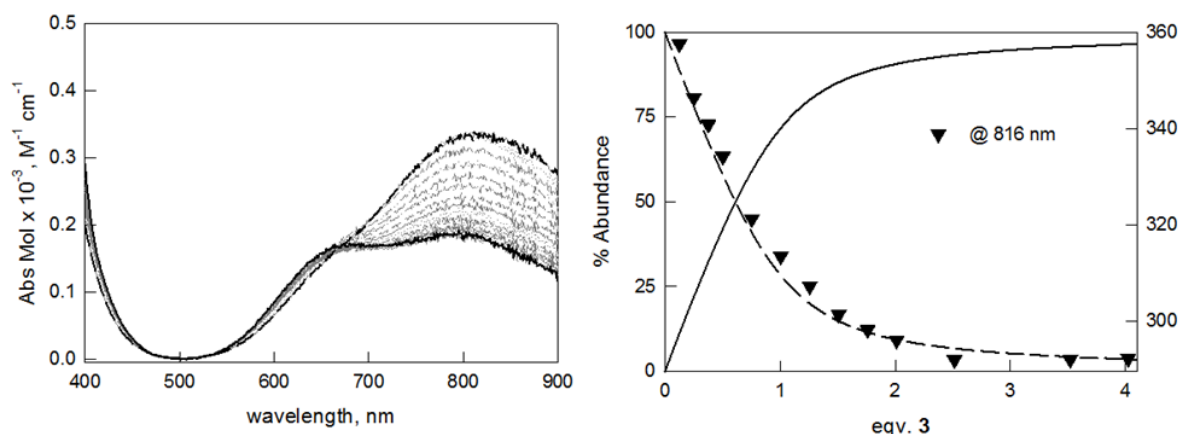 0.5
0.4
0.3
0.2
0.1
0.0
Abs Mol x 10⁻³, M⁻¹ cm⁻¹
400 500 600 700 800 900
wavelength, nm
100
75
50
25
0
% Abundance
@ 816 nm
360
340
320
300
0 1 2 3 4
eqv. 3